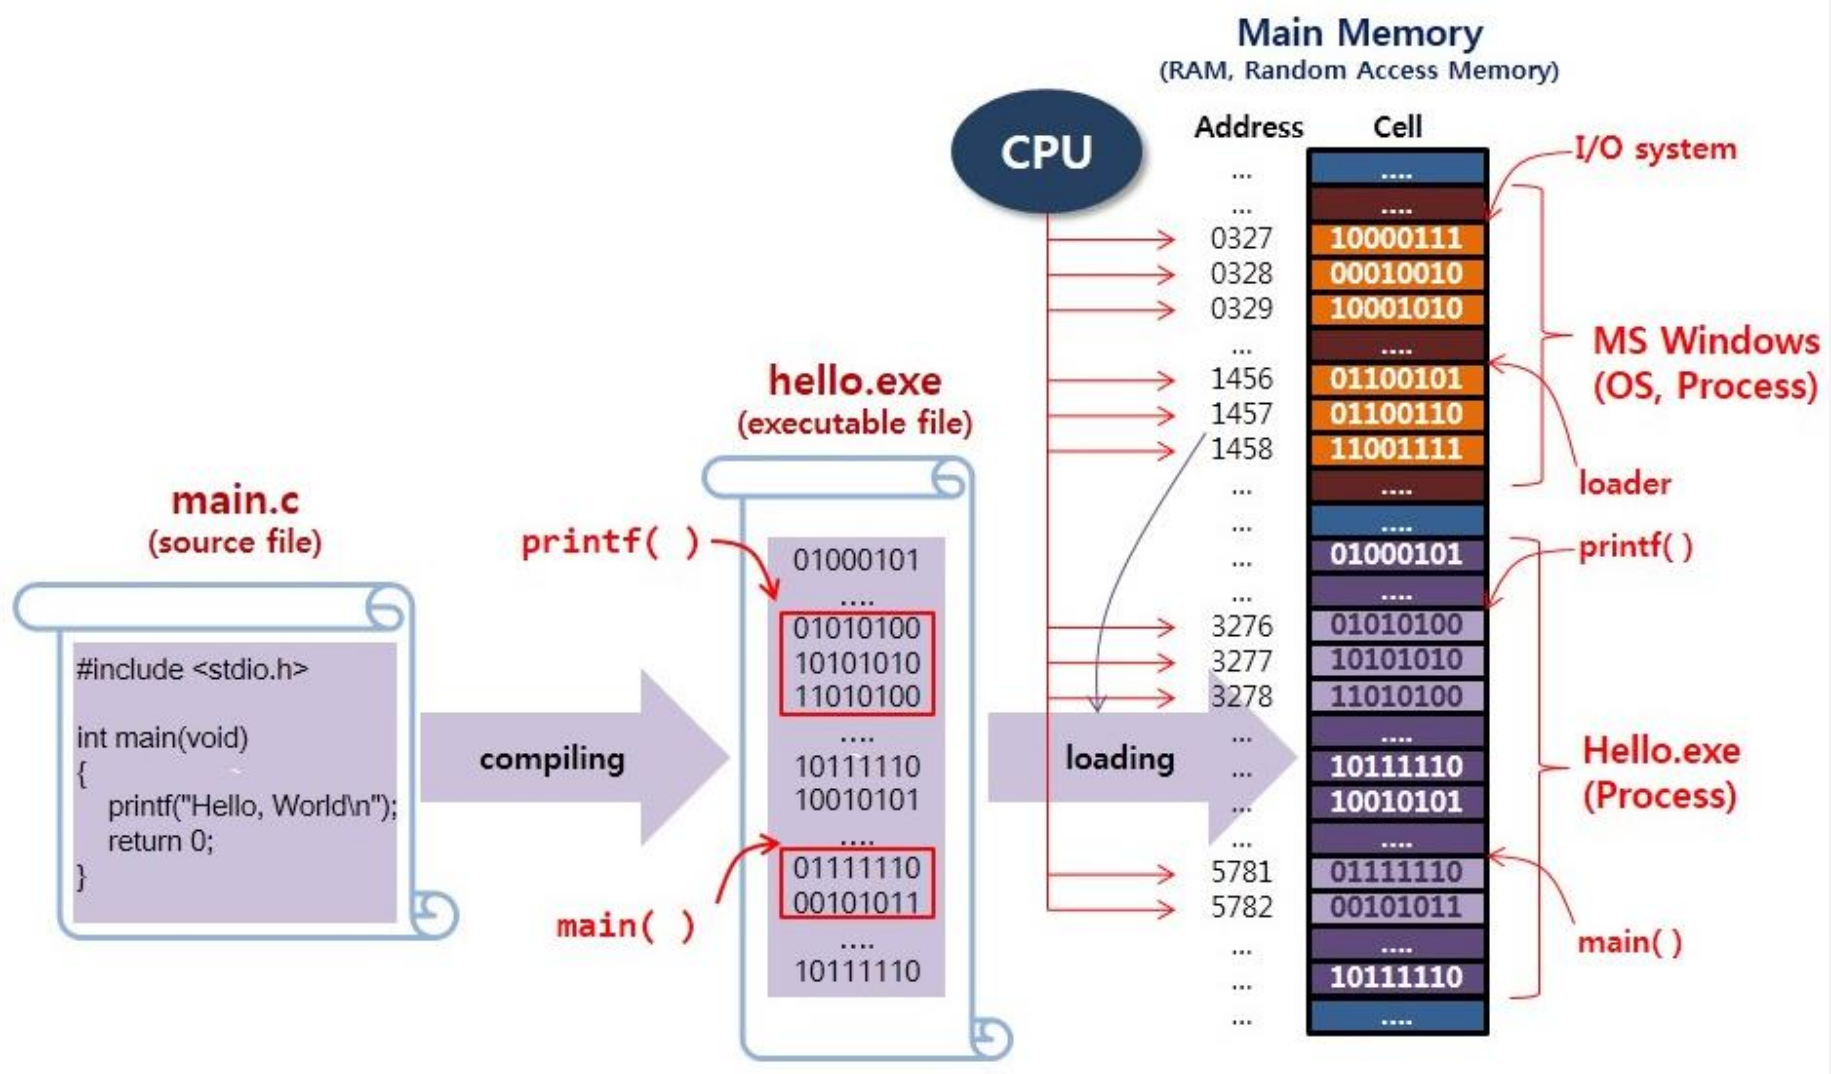 main.c
(source file)
#include <stdio.h>
int main(void)
{
printf("Hello, World\n");
return 0;
}
compiling
hello.exe
(executable file)
printf( )
01000101
....
01010100
10101010
11010100
....
10111110
10010101
....
main( )
01111110
00101011
....
10111110
loading
CPU
Main Memory
(RAM, Random Access Memory)
Address Cell
... ....
... ....
0327 10000111
0328 00010010
0329 10001010
... ....
1456 01100101
1457 01100110
1458 11001111
... ....
... ....
... 01000101
... ....
3276 01010100
3277 10101010
3278 11010100
... ....
... 10111110
... 10010101
... ....
5781 01111110
5782 00101011
... ....
... 10111110
... ....
I/O system
MS Windows
(OS, Process)
loader
printf( )
Hello.exe
(Process)
main( )